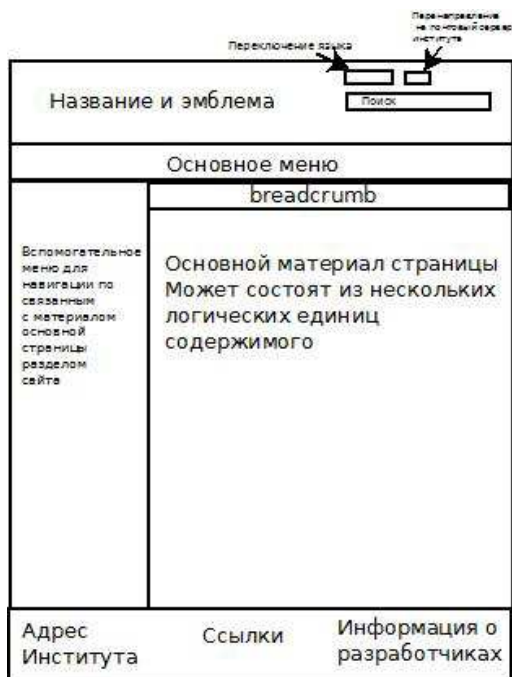 Перенаправление
на почтовый сервер
института
Переключение языка
Название и эмблема
Поиск
Основное меню
breadcrumb
Вспомогательное
меню для
навигации по
связанным
с материалом
основной
страницы
разделом
сайта
Основной материал страницы
Может состоят из нескольких
логических единиц
содержимого
Адрес
Института
Ссылки
Информация о
разработчиках